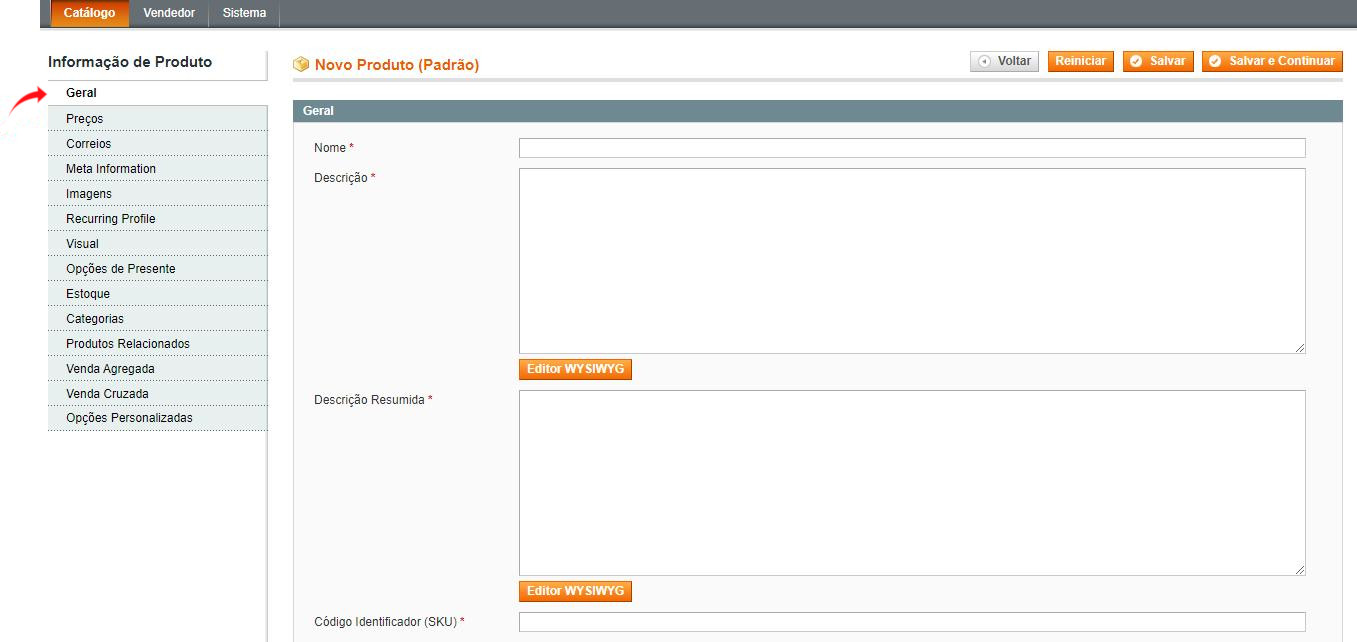 Catálogo Vendedor Sistema
Informação de Produto
Geral
Preços
Correios
Meta Information
Imagens
Recurring Profile
Visual
Opções de Presente
Estoque
Categorias
Produtos Relacionados
Venda Agregada
Venda Cruzada
Opções Personalizadas
Novo Produto (Padrão)
Voltar Reiniciar Salvar Salvar e Continuar
Geral
Nome *
Descrição *
Editor WYSIWYG
Descrição Resumida *
Editor WYSIWYG
Código Identificador (SKU) *